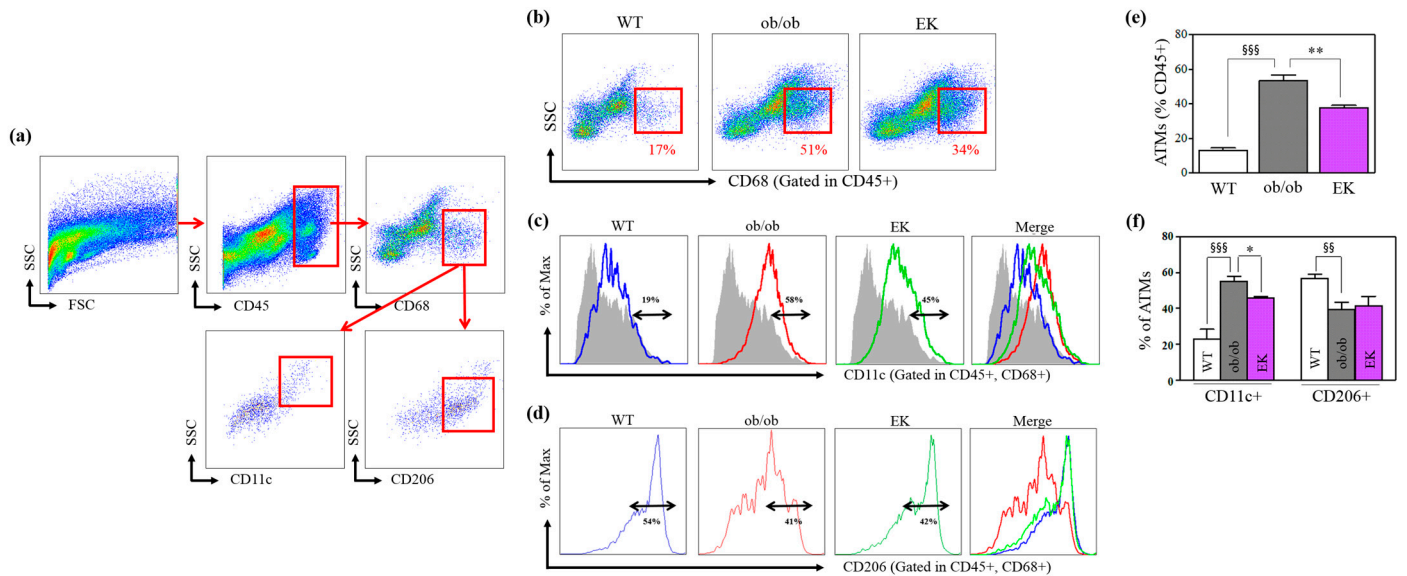 (a)
SSC
FSC
SSC
CD45
SSC
CD68
SSC
CD11c
SSC
CD206
(b)
WT
ob/ob
EK
SSC
17%
51%
34%
CD68 (Gated in CD45+)
(c)
WT
ob/ob
EK
Merge
% of Max
19%
58%
45%
CD11c (Gated in CD45+, CD68+)
(d)
WT
ob/ob
EK
Merge
% of Max
54%
41%
42%
CD206 (Gated in CD45+, CD68+)
(e)
ATMs (% CD45+)
80
60
40
20
0
§§§
**
WT
ob/ob
EK
(f)
% of ATMs
80
60
40
20
0
§§§
*
§§
WT
ob/ob
EK
WT
ob/ob
EK
CD11c+
CD206+